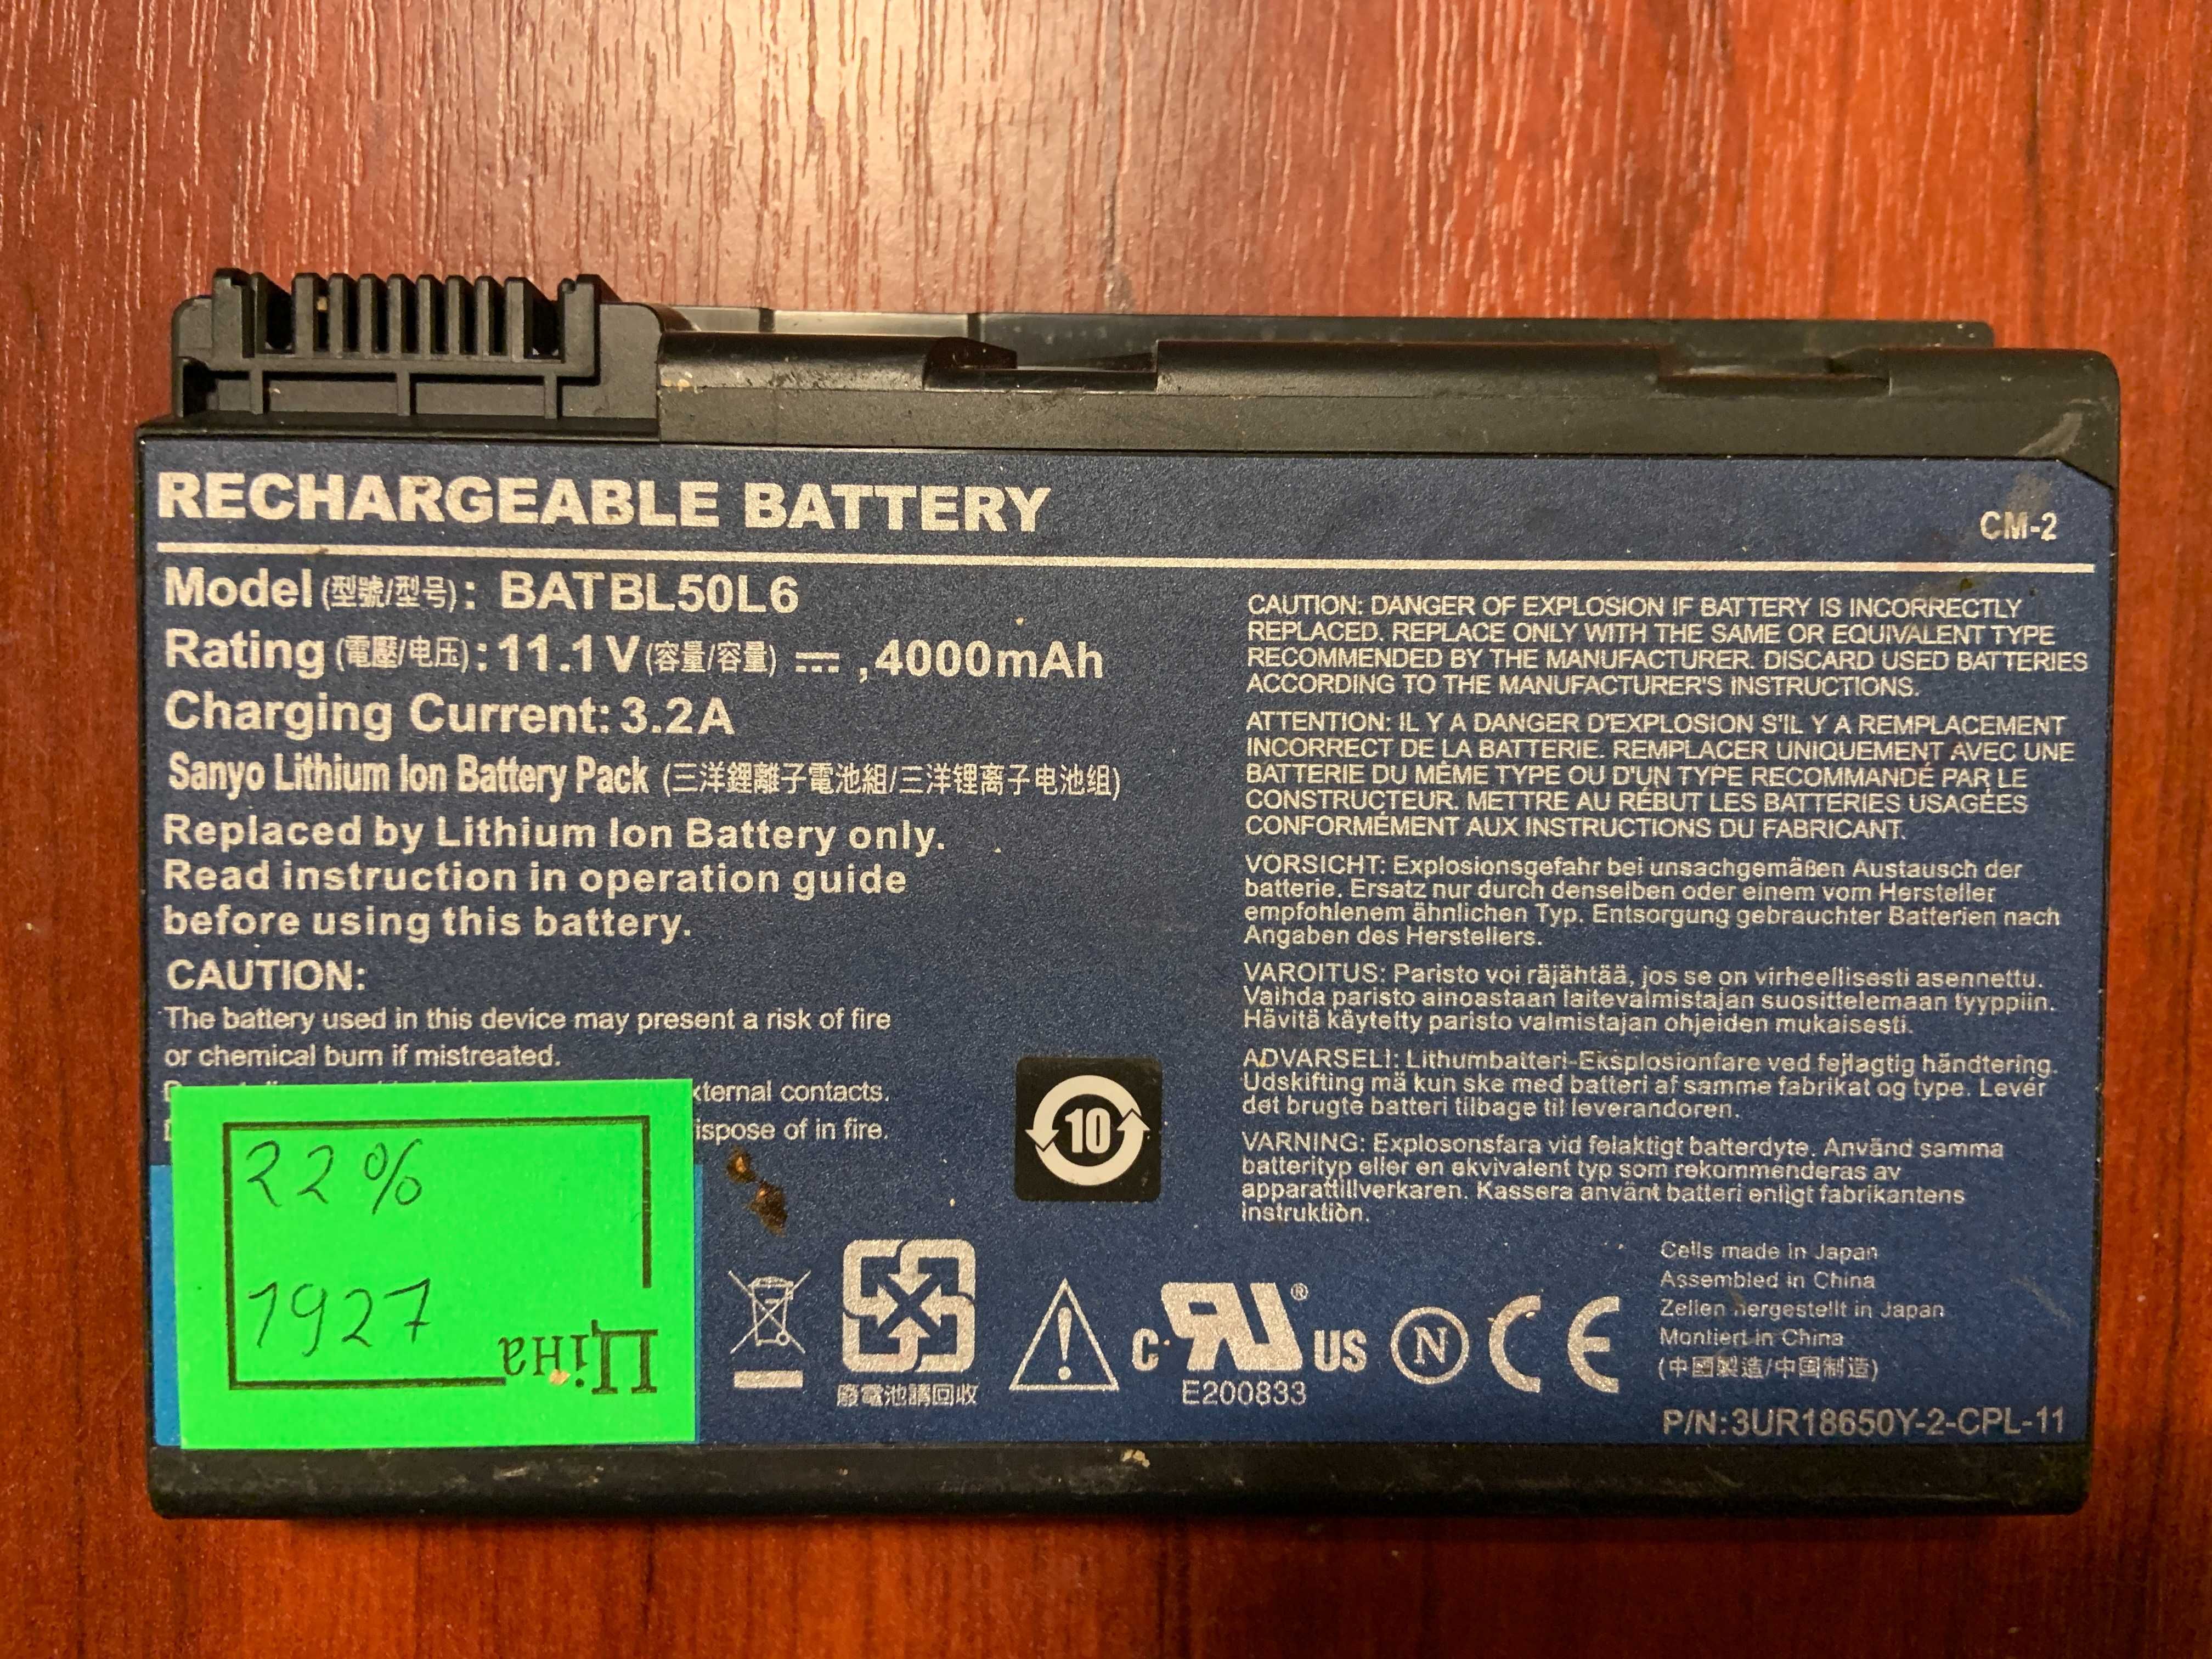 RECHARGEABLE BATTERY
CM-2
Model (型號/型号): BATBL50L6
Rating (電壓/电压): 11.1V (容量/容量) ⎓ ,4000mAh
Charging Current: 3.2A
Sanyo Lithium Ion Battery Pack (三洋鋰離子電池組/三洋锂离子电池组)
Replaced by Lithium Ion Battery only.
Read instruction in operation guide
before using this battery.
CAUTION:
The battery used in this device may present a risk of fire
or chemical burn if mistreated.
external contacts.
dispose of in fire.
22%
1927
Ціна
10
廢電池請回收
C UL ® US
E200833
N
CE
CAUTION: DANGER OF EXPLOSION IF BATTERY IS INCORRECTLY
REPLACED. REPLACE ONLY WITH THE SAME OR EQUIVALENT TYPE
RECOMMENDED BY THE MANUFACTURER. DISCARD USED BATTERIES
ACCORDING TO THE MANUFACTURER'S INSTRUCTIONS.
ATTENTION: IL Y A DANGER D'EXPLOSION S'IL Y A REMPLACEMENT
INCORRECT DE LA BATTERIE. REMPLACER UNIQUEMENT AVEC UNE
BATTERIE DU MÊME TYPE OU D'UN TYPE RECOMMANDÉ PAR LE
CONSTRUCTEUR. METTRE AU RÉBUT LES BATTERIES USAGÉES
CONFORMÉMENT AUX INSTRUCTIONS DU FABRICANT.
VORSICHT: Explosionsgefahr bei unsachgemäßen Austausch der
batterie. Ersatz nur durch denselben oder einem vom Hersteller
empfohlenem ähnlichen Typ. Entsorgung gebrauchter Batterien nach
Angaben des Herstellers.
VAROITUS: Paristo voi räjähtää, jos se on virheellisesti asennettu.
Vaihda paristo ainoastaan laitevalmistajan suosittelemaan tyyppiin.
Hävitä käytetty paristo valmistajan ohjeiden mukaisesti.
ADVARSEL!: Lithumbatteri-Eksplosionfare ved fejlagtig händtering.
Udskifting mä kun ske med batteri af samme fabrikat og type. Levér
det brugte batteri tilbage til leverandoren.
VARNING: Explosonsfara vid felaktigt batterdyte. Använd samma
batterityp eller en ekvivalent typ som rekommenderas av
apparattillverkaren. Kassera använt batteri enligt fabrikantens
instruktiòn.
Cells made in Japan
Assembled in China
Zellen hergestellt in Japan
Montiert in China
(中國製造/中国制造)
P/N:3UR18650Y-2-CPL-11